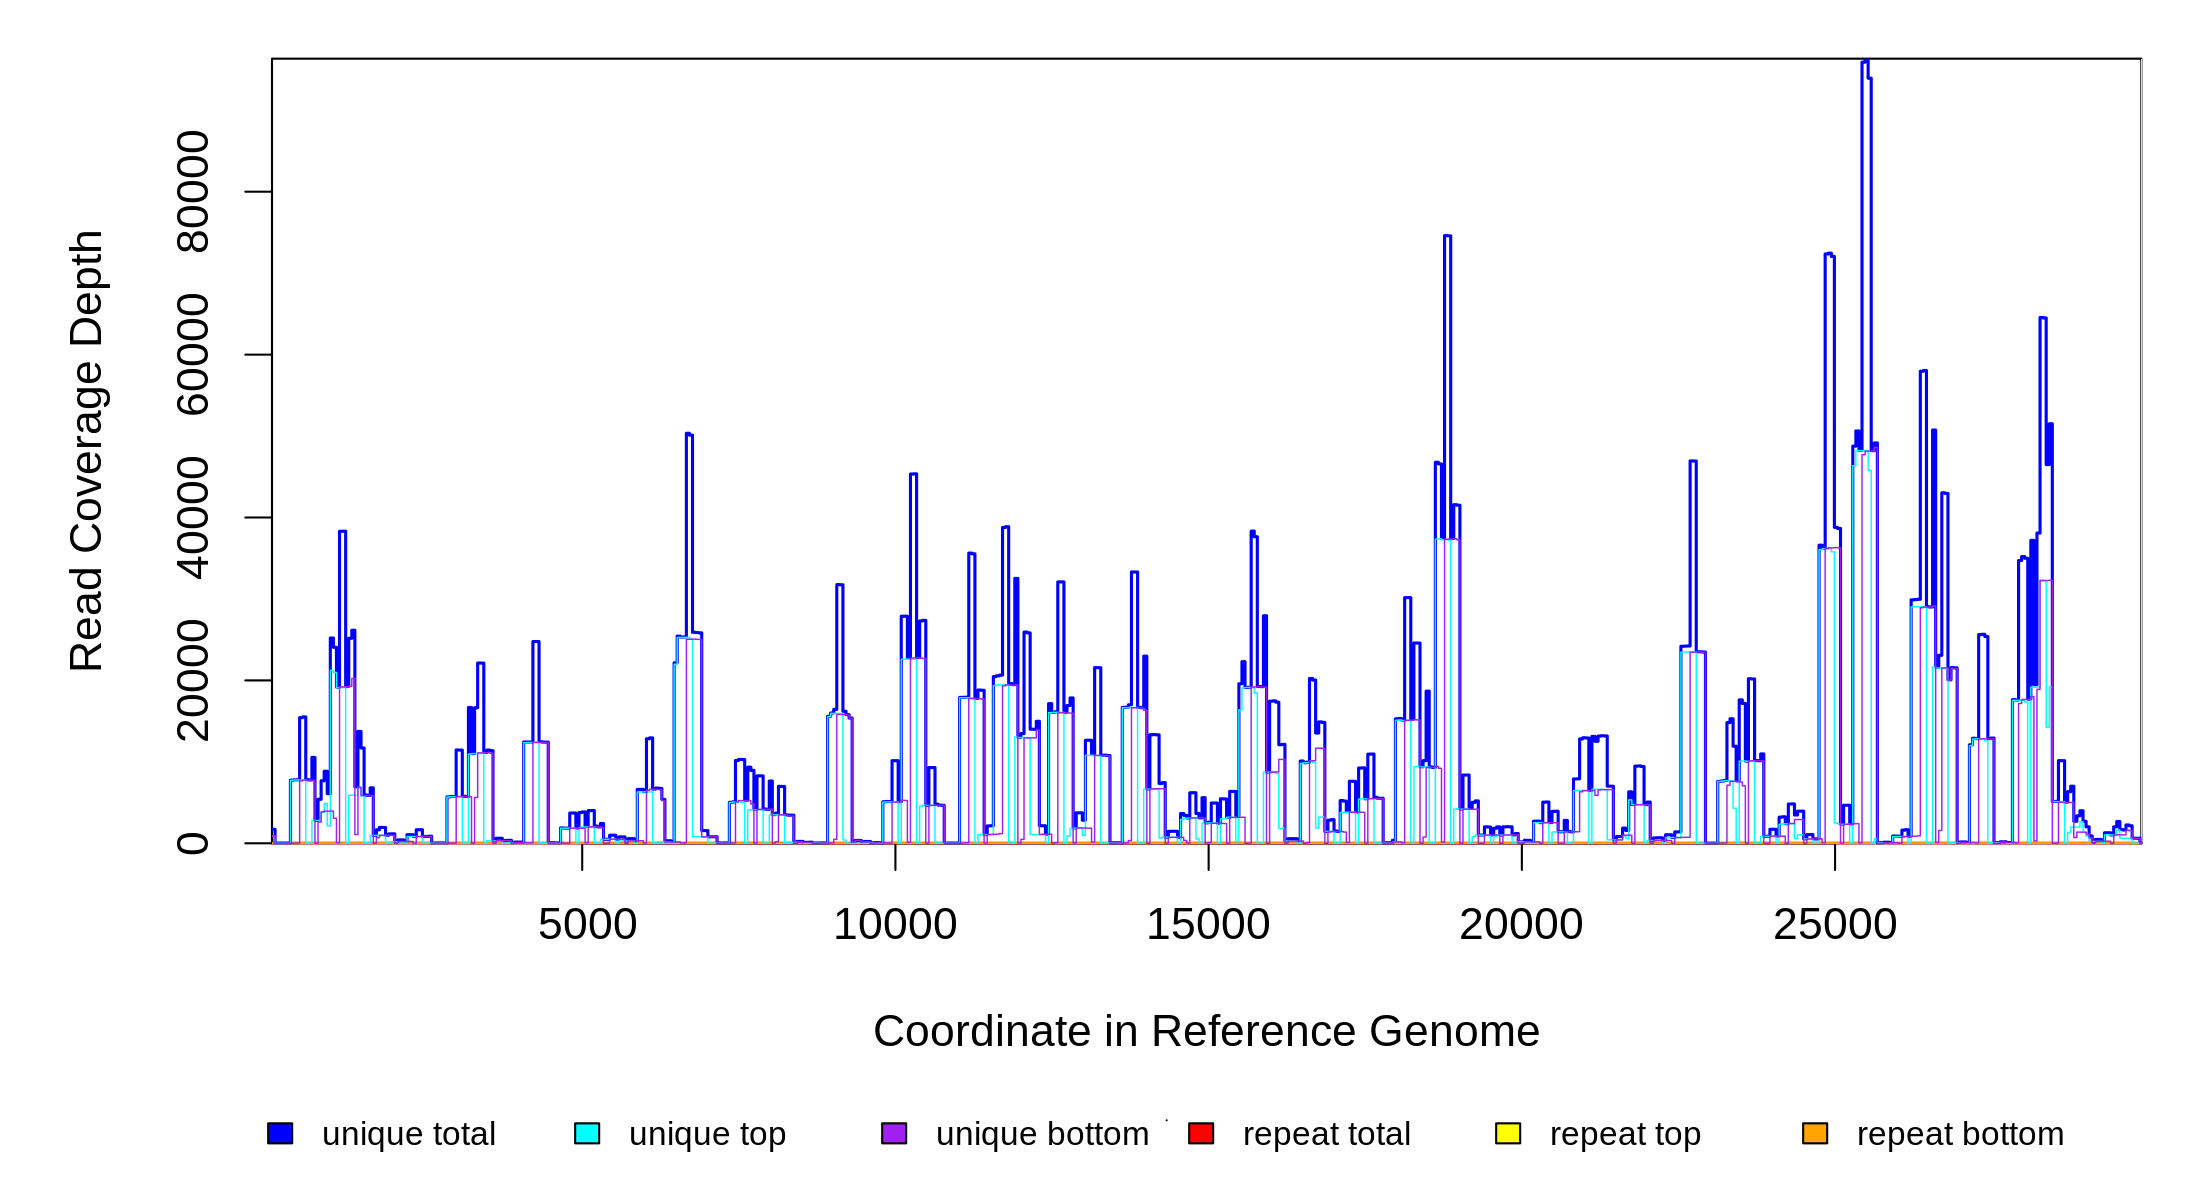 Read Coverage Depth
80000
60000
40000
20000
0
5000 10000 15000 20000 25000
Coordinate in Reference Genome
unique total unique top unique bottom repeat total repeat top repeat bottom